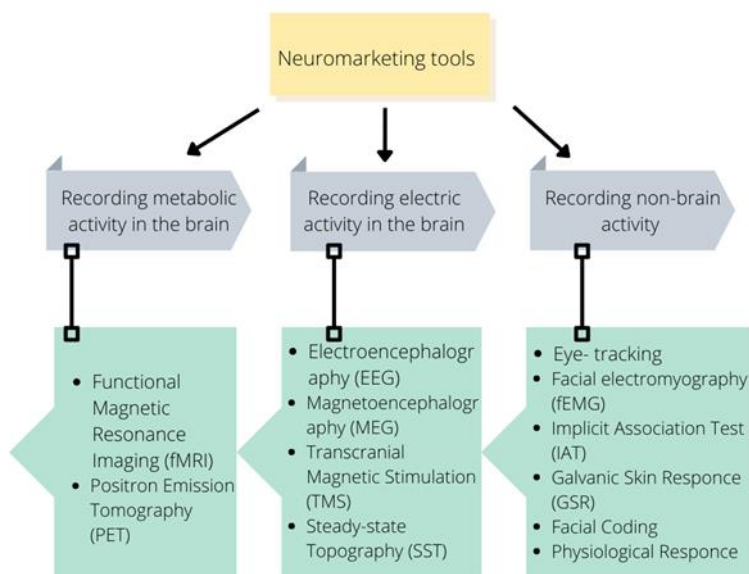 Neuromarketing tools
Recording metabolic
activity in the brain
Recording electric
activity in the brain
Recording non-brain
activity
• Functional
Magnetic
Resonance
Imaging (fMRI)
• Positron Emission
Tomography
(PET)
• Electroencephalogr
aphy (EEG)
• Magnetoencephalogr
aphy (MEG)
• Transcranial
Magnetic Stimulation
(TMS)
• Steady-state
Topography (SST)
• Eye- tracking
• Facial electromyography
(fEMG)
• Implicit Association Test
(IAT)
• Galvanic Skin Responce
(GSR)
• Facial Coding
• Physiological Responce